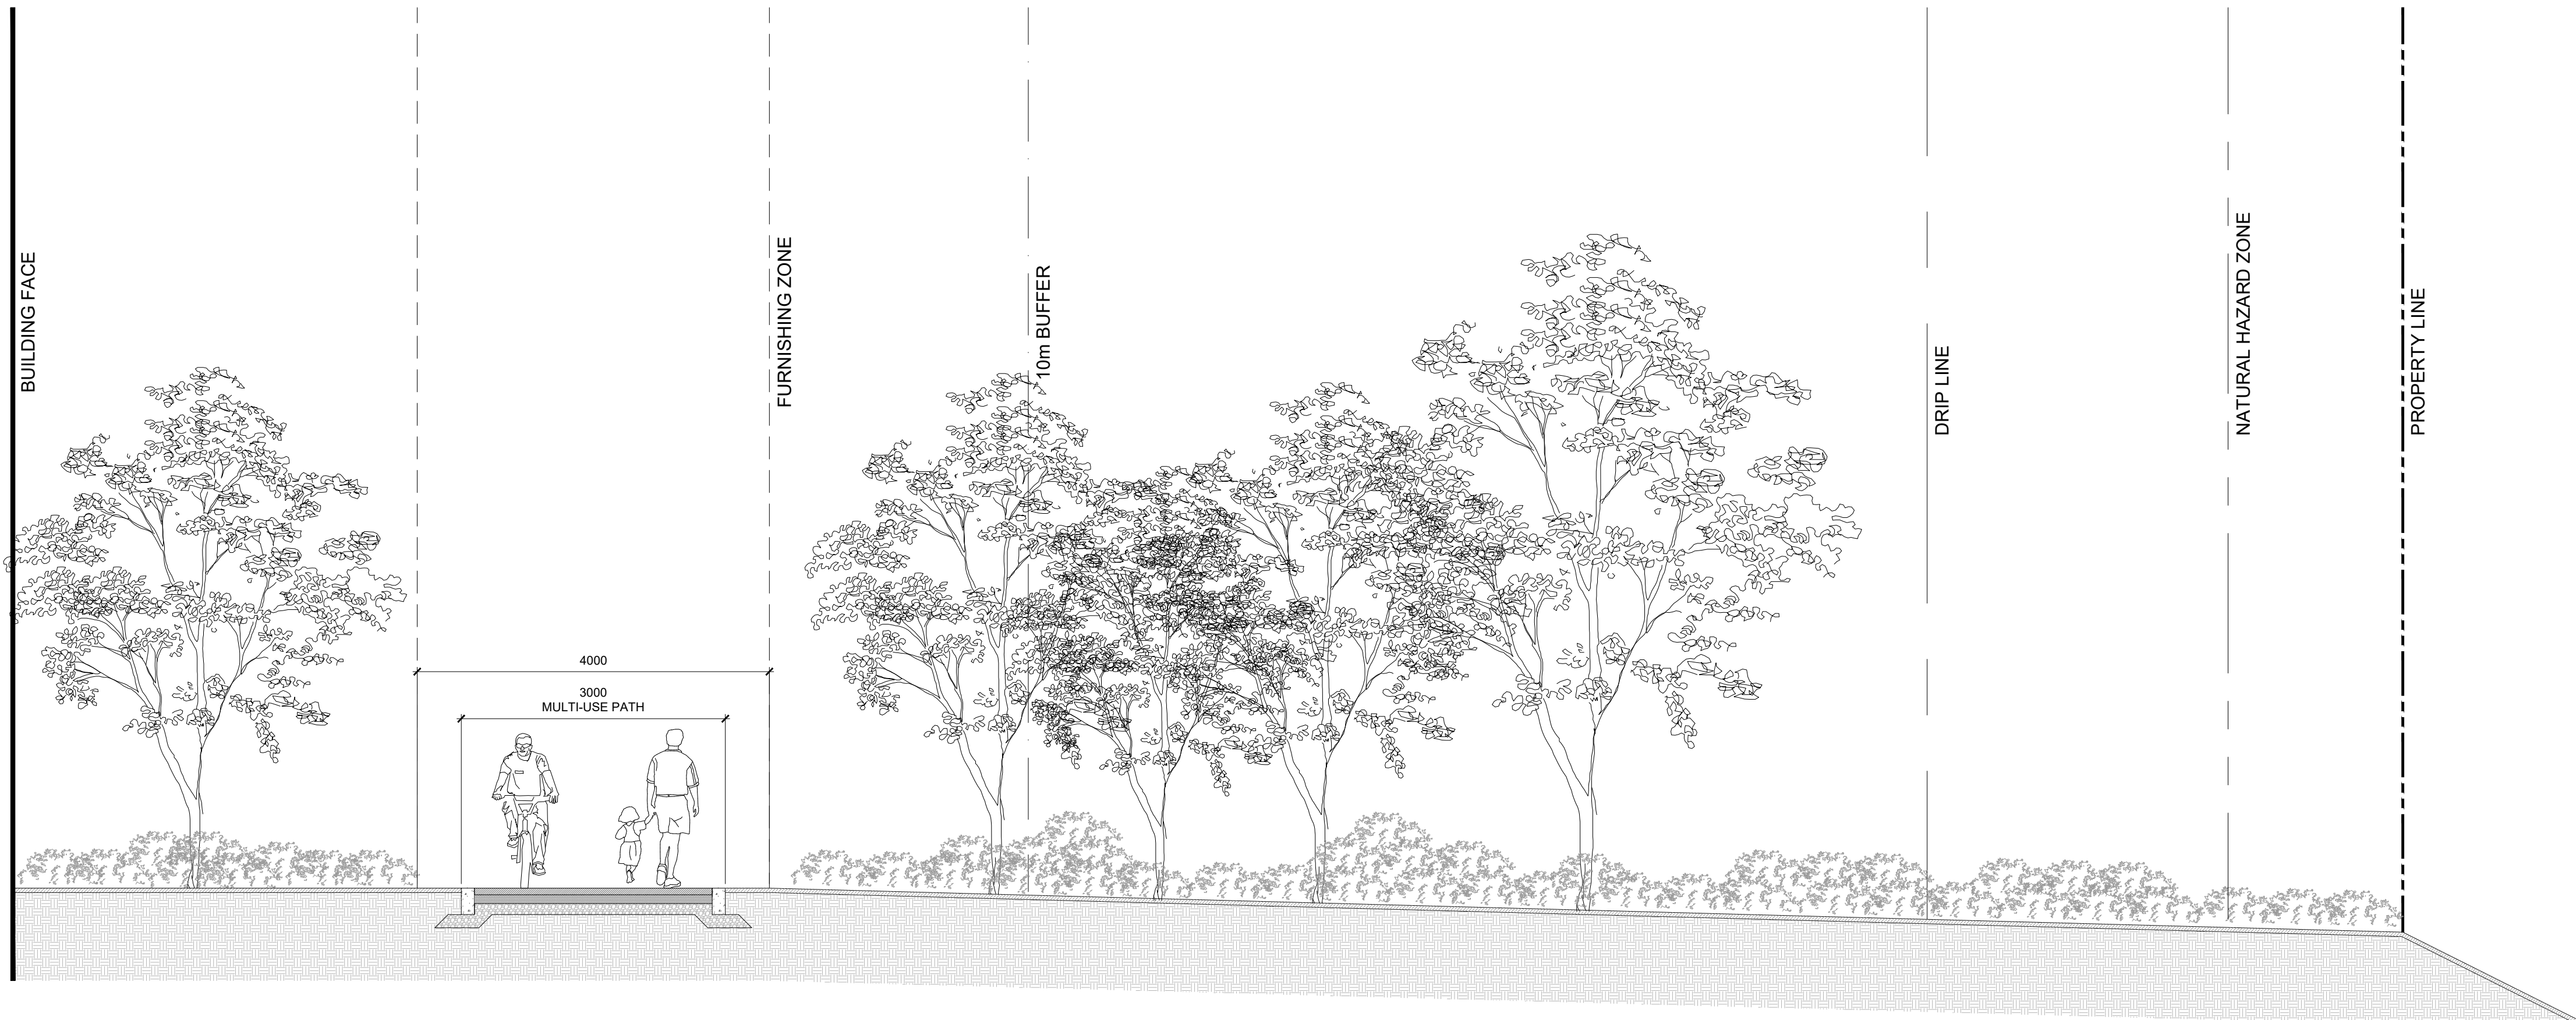 BUILDING FACE
4000
3000
MULTI-USE PATH
FURNISHING ZONE
10m BUFFER
DRIP LINE
NATURAL HAZARD ZONE
PROPERTY LINE